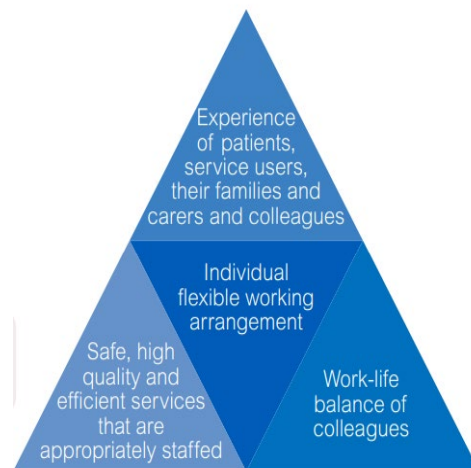 Experience
of patients,
service users,
their families and
carers and colleagues
Individual
flexible working
arrangement
Safe, high
quality and
efficient services
that are
appropriately staffed
Work-life
balance of
colleagues